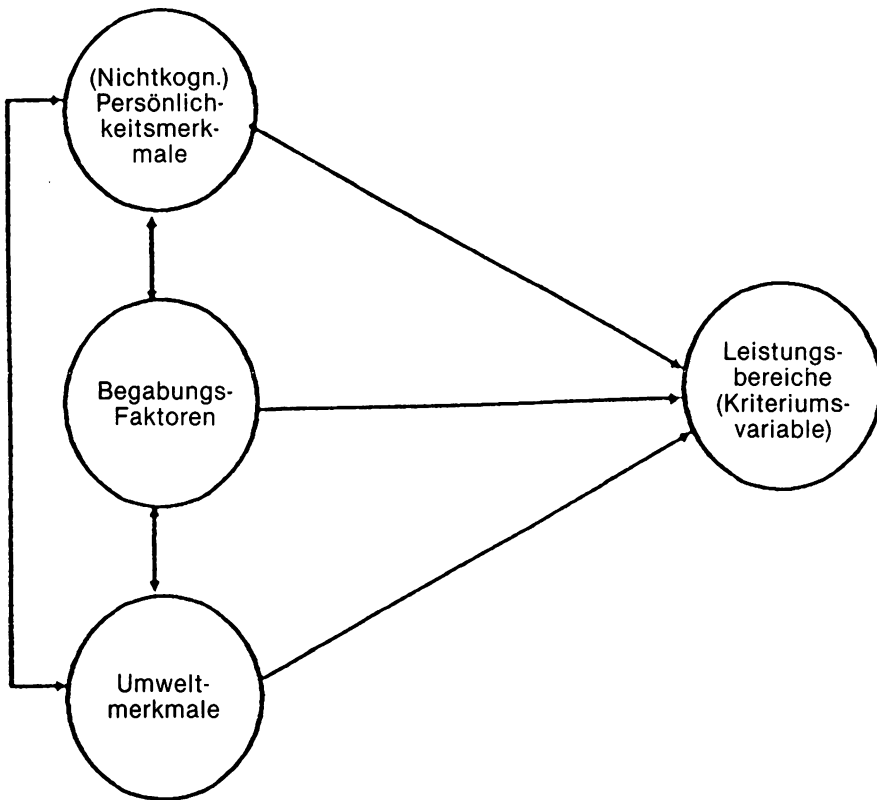 (Nichtkogn.)
Persönlich-
keitsmerk-
male
Begabungs-
Faktoren
Umwelt-
merkmale
Leistungs-
bereiche
(Kriteriums-
variable)